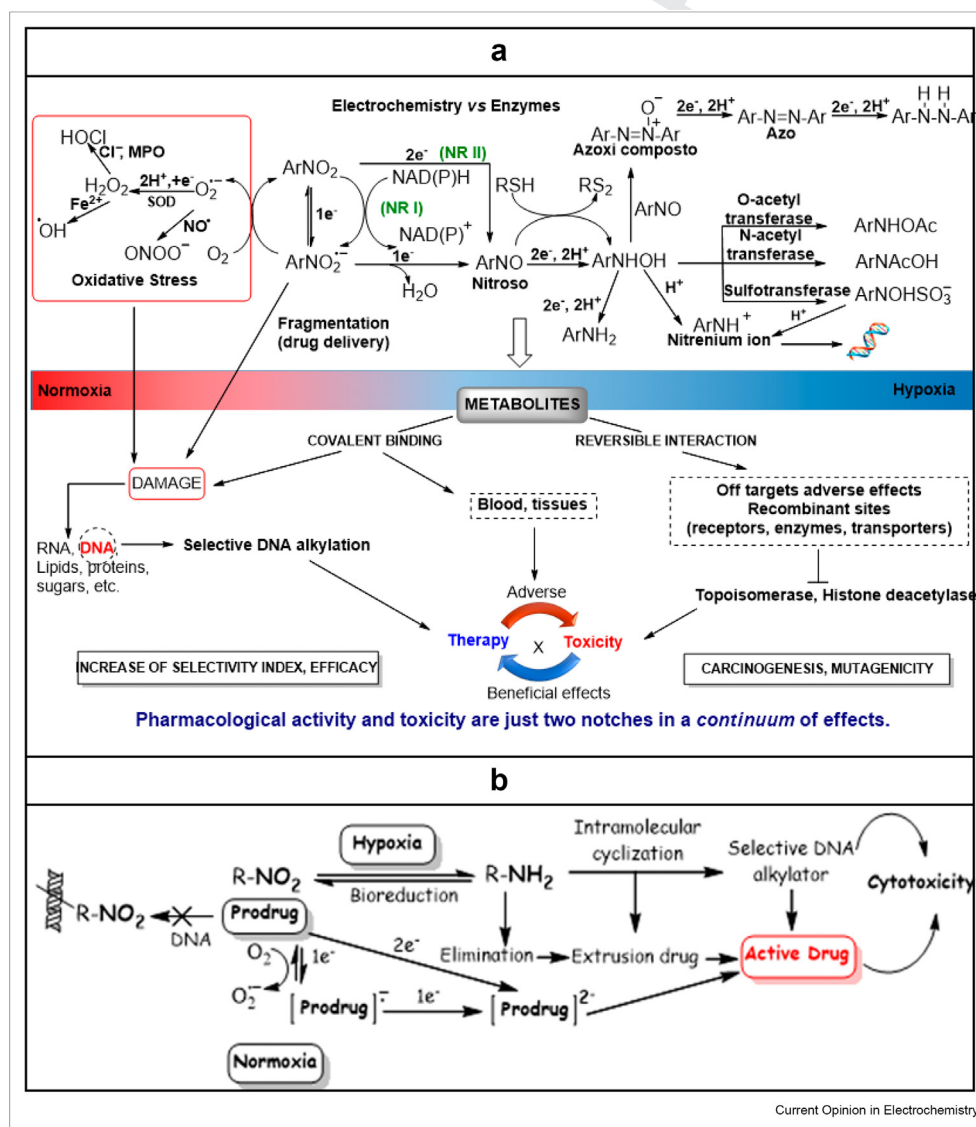 a
Electrochemistry vs Enzymes
HOCl
Cl⁻, MPO
H₂O₂
2H⁺,+e⁻
SOD
O₂•⁻
Fe²⁺
•OH
NO•
ONOO⁻
O₂
Oxidative Stress
ArNO₂
1e⁻
ArNO₂•⁻
2e⁻ (NR II)
NAD(P)H
(NR I)
NAD(P)⁺
1e⁻
H₂O
ArNO
Nitroso
RSH
RS₂
2e⁻, 2H⁺
ArNHOH
ArNO
O⁻
Ar-N=N⁺-Ar
Azoxi composto
2e⁻, 2H⁺
Ar-N=N-Ar
Azo
2e⁻, 2H⁺
H H
Ar-N-N-Ar
O-acetyl
transferase
ArNHOAc
N-acetyl
transferase
ArNAcOH
Sulfotransferase
ArNOHSO₃⁻
2e⁻, 2H⁺
ArNH₂
H⁺
ArNH⁺
Nitrenium ion
H⁺
Fragmentation
(drug delivery)
Normoxia
Hypoxia
METABOLITES
COVALENT BINDING
REVERSIBLE INTERACTION
DAMAGE
Blood, tissues
Off targets adverse effects
Recombinant sites
(receptors, enzymes, transporters)
RNA, DNA,
Lipids, proteins,
sugars, etc.
Selective DNA alkylation
Topoisomerase, Histone deacetylase
Adverse
Therapy X Toxicity
Beneficial effects
INCREASE OF SELECTIVITY INDEX, EFFICACY
CARCINOGENESIS, MUTAGENICITY
Pharmacological activity and toxicity are just two notches in a continuum of effects.
b
Hypoxia
R-NO₂
Bioreduction
R-NH₂
Intramolecular
cyclization
Selective DNA
alkylator
Cytotoxicity
R-NO₂
DNA
Prodrug
O₂
1e⁻
O₂•⁻
2e⁻
Elimination
Extrusion drug
Active Drug
[Prodrug]•⁻
1e⁻
[Prodrug]²⁻
Normoxia
Current Opinion in Electrochemistry